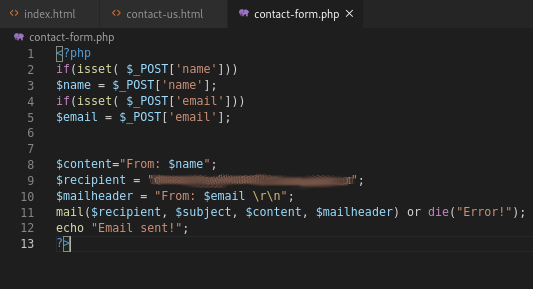 index.html contact-us.html contact-form.php ×
contact-form.php
1 <?php
2 if(isset( $_POST['name']))
3 $name = $_POST['name'];
4 if(isset( $_POST['email']))
5 $email = $_POST['email'];
6
7
8 $content="From: $name";
9 $recipient = "";
10 $mailheader = "From: $email \r\n";
11 mail($recipient, $subject, $content, $mailheader) or die("Error!");
12 echo "Email sent!";
13 ?>